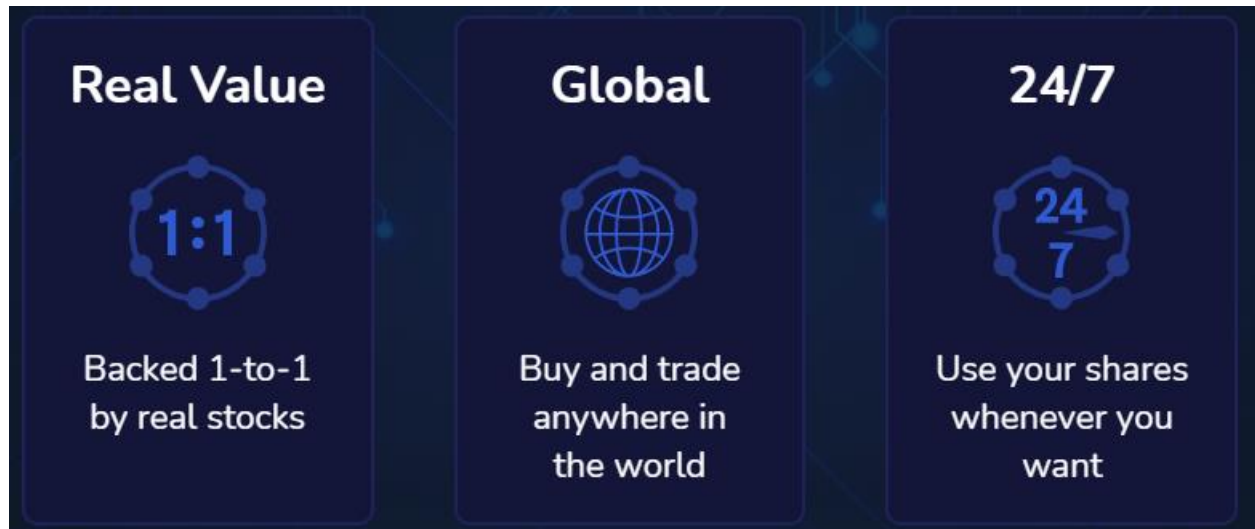 Real Value
1:1
Backed 1-to-1
by real stocks
Global
Buy and trade
anywhere in
the world
24/7
24
7
Use your shares
whenever you
want